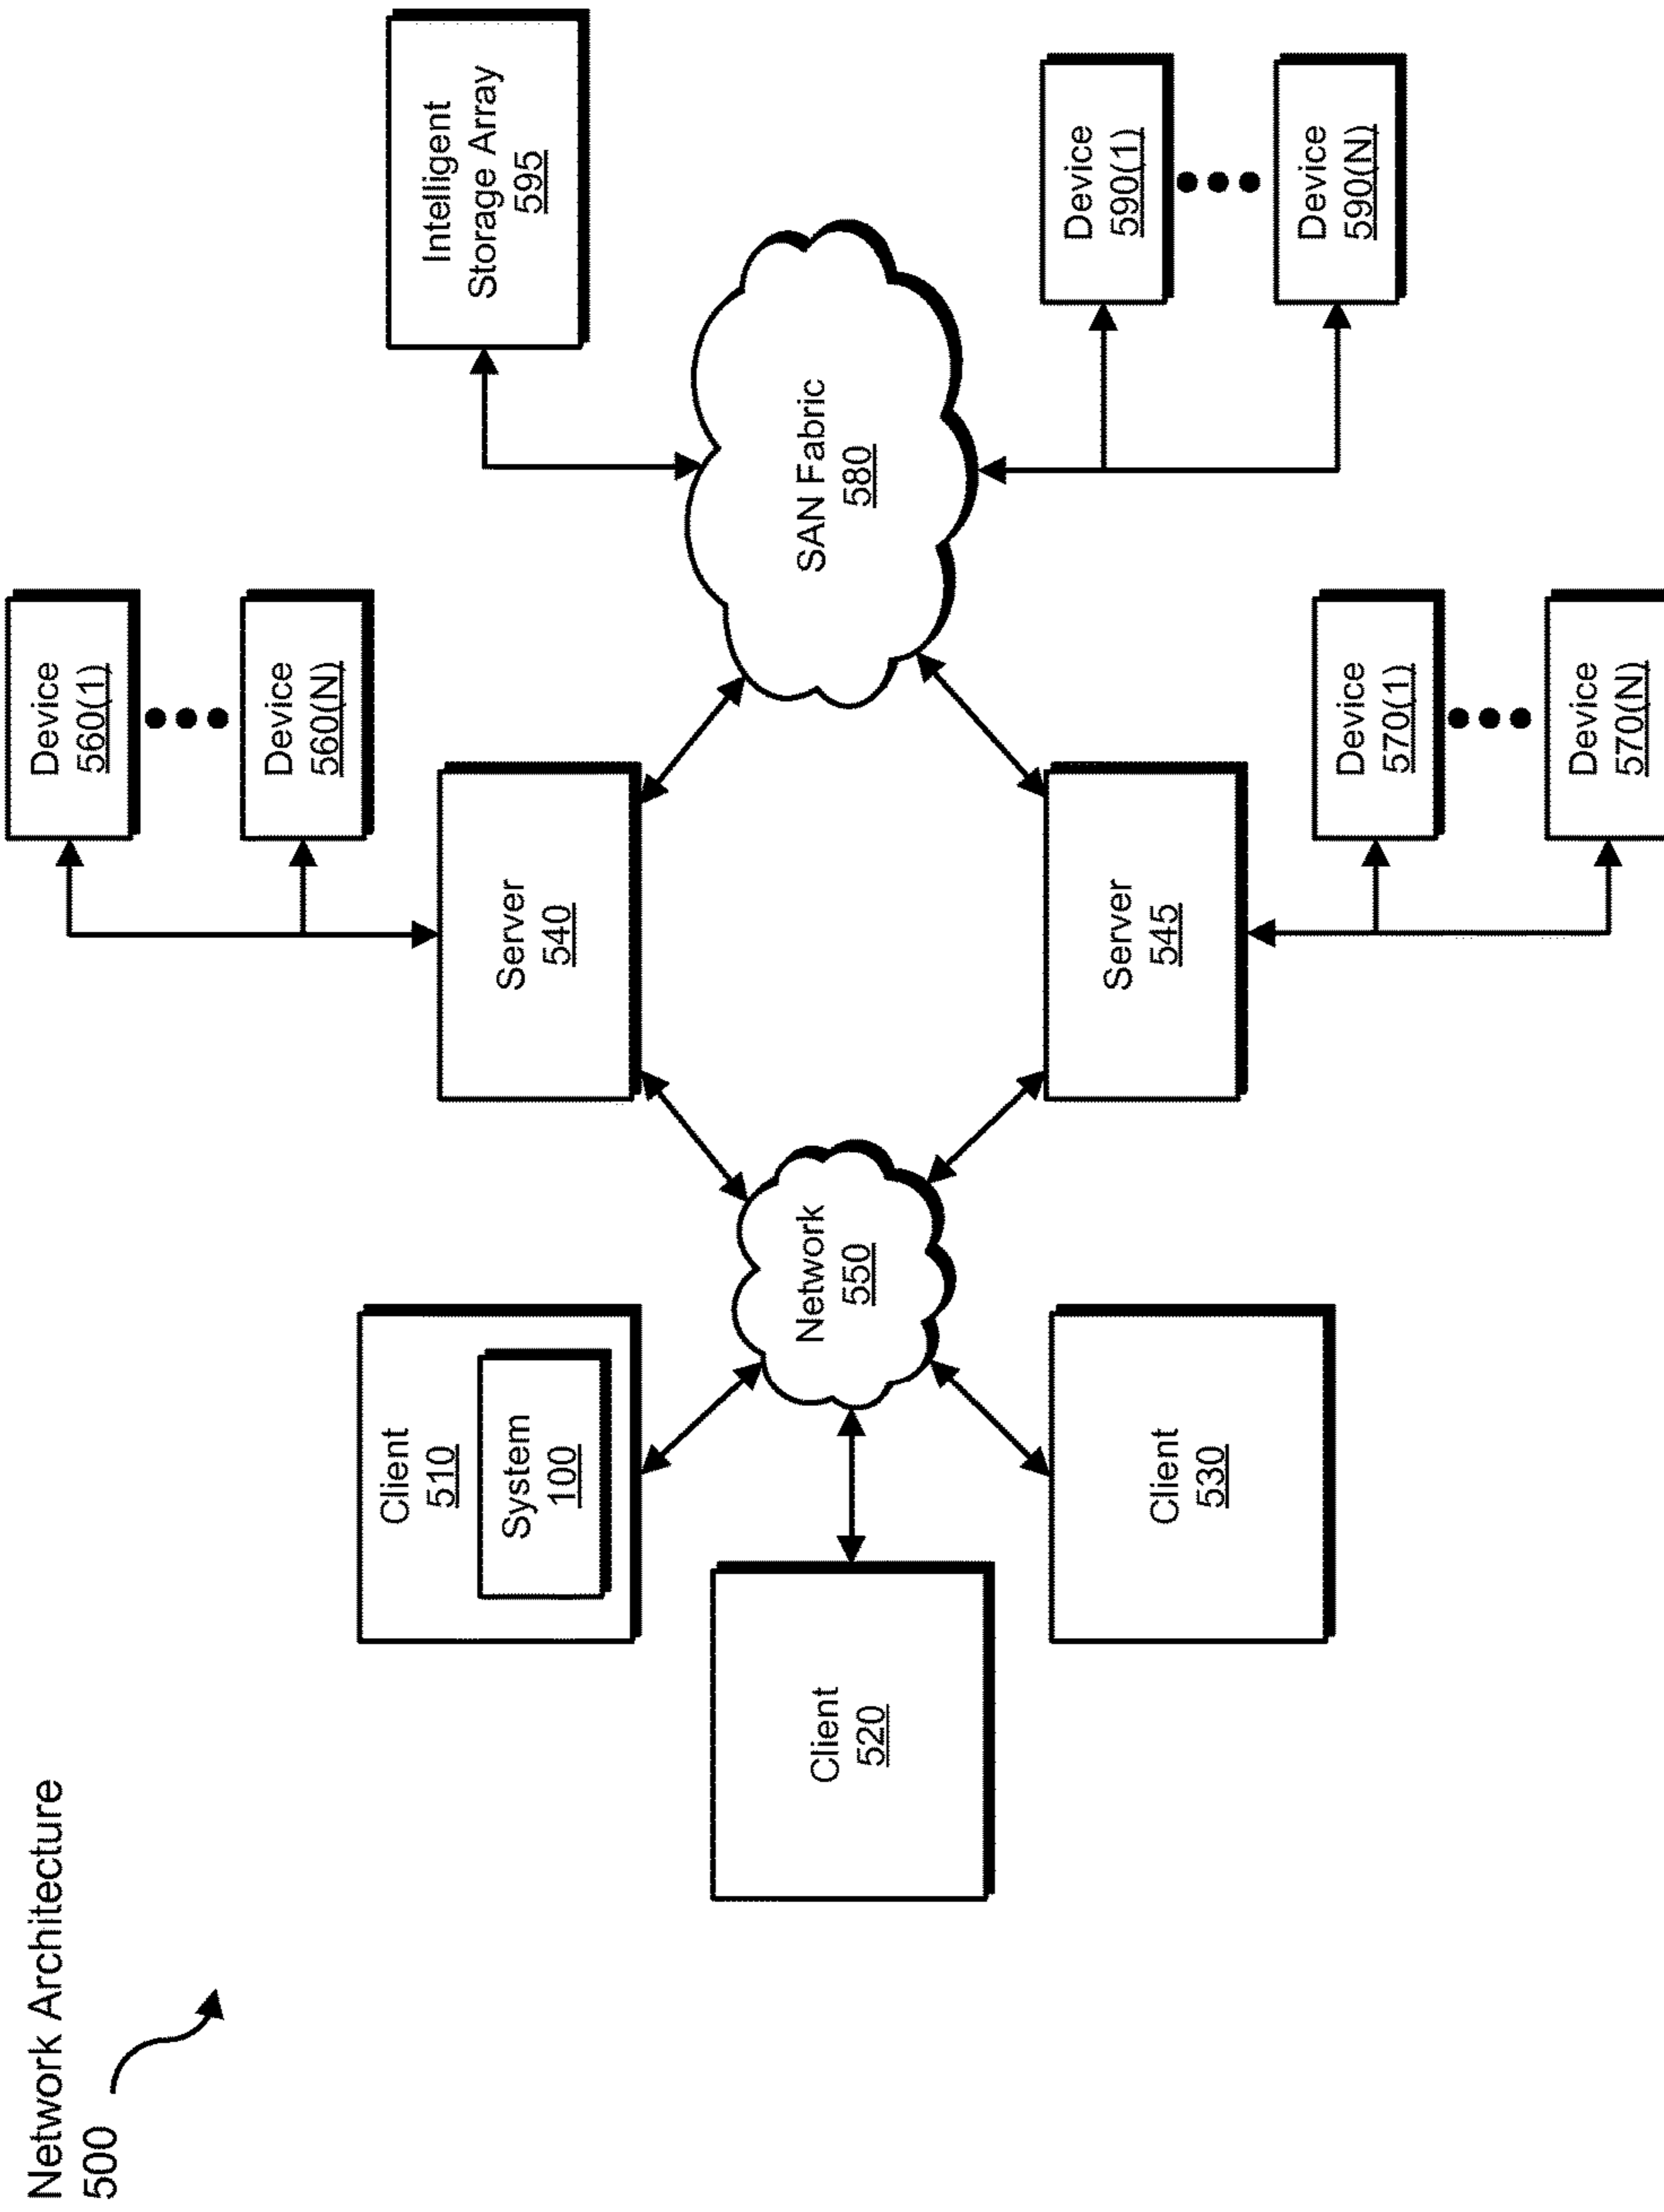 Network Architecture
500
Device
560(1)
Device
560(N)
Intelligent
Storage Array
595
Client
510
System
100
Server
540
Client
520
Network
550
SAN Fabric
580
Client
530
Server
545
Device
590(1)
Device
590(N)
Device
570(1)
Device
570(N)